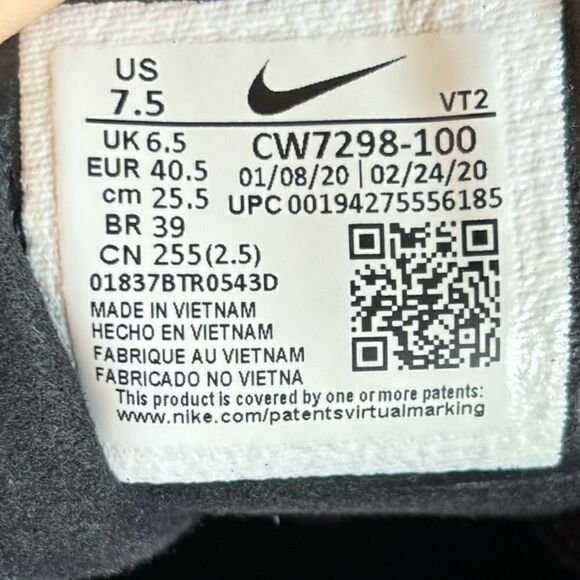 US
7.5
VT2
UK 6.5
EUR 40.5
cm 25.5
BR 39
CN 255(2.5)
CW7298-100
01/08/20 | 02/24/20
UPC 00194275556185
01837BTR0543D
MADE IN VIETNAM
HECHO EN VIETNAM
FABRIQUE AU VIETNAM
FABRICADO NO VIETNA
This product is covered by one or more patents:
www.nike.com/patentsvirtualmarking